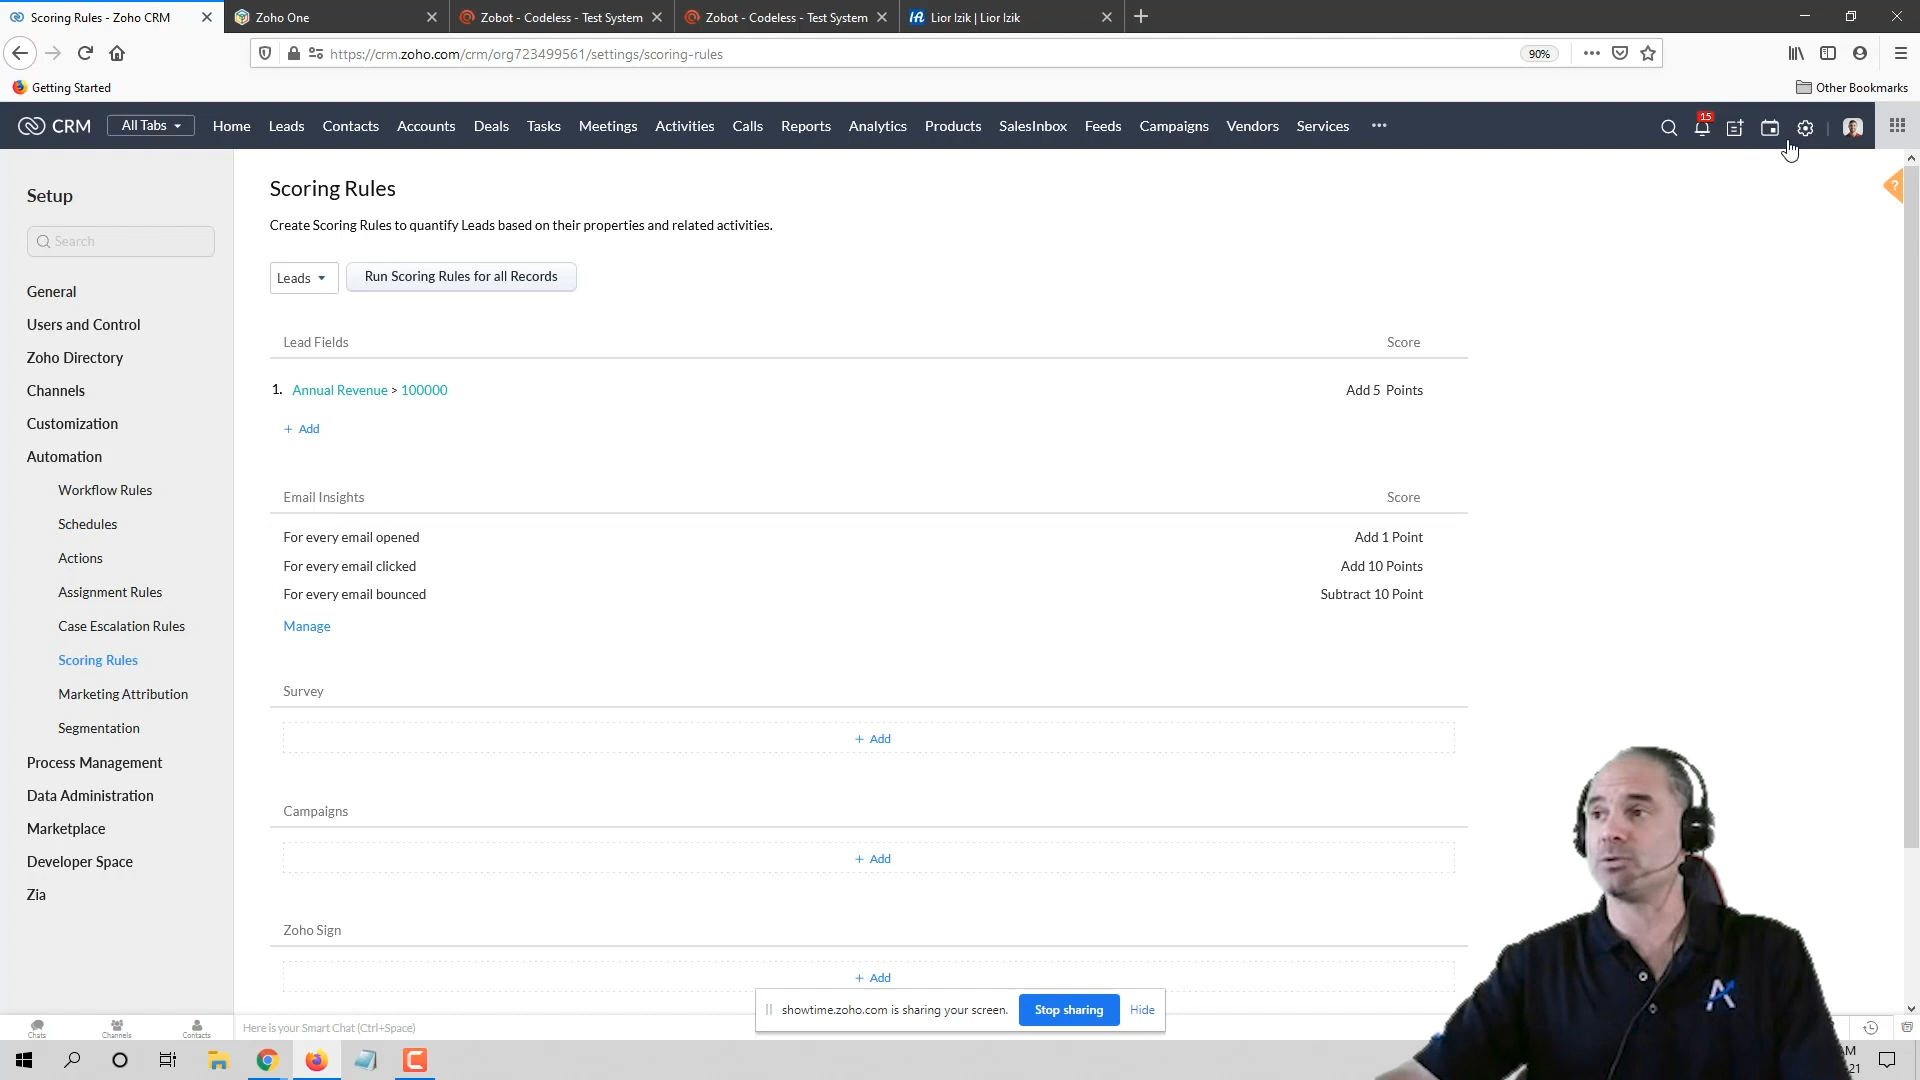 Scoring Rules - Zoho CRM
Zoho One
Zobot - Codeless - Test System
Zobot - Codeless - Test System
Lior Izik | Lior Izik
https://crm.zoho.com/crm/org723499561/settings/scoring-rules
90%
Getting Started
Other Bookmarks
CRM
All Tabs
Home
Leads
Contacts
Accounts
Deals
Tasks
Meetings
Activities
Calls
Reports
Analytics
Products
SalesInbox
Feeds
Campaigns
Vendors
Services
15
Setup
Search
General
Users and Control
Zoho Directory
Channels
Customization
Automation
Workflow Rules
Schedules
Actions
Assignment Rules
Case Escalation Rules
Scoring Rules
Marketing Attribution
Segmentation
Process Management
Data Administration
Marketplace
Developer Space
Zia
Scoring Rules
Create Scoring Rules to quantify Leads based on their properties and related activities.
Leads
Run Scoring Rules for all Records
Lead Fields Score
1. Annual Revenue > 100000 Add 5 Points
+ Add
Email Insights Score
For every email opened Add 1 Point
For every email clicked Add 10 Points
For every email bounced Subtract 10 Point
Manage
Survey
+ Add
Campaigns
+ Add
Zoho Sign
+ Add
?
showtime.zoho.com is sharing your screen.
Stop sharing
Hide
Chats
Channels
Contacts
Here is your Smart Chat (Ctrl+Space)
AM
21